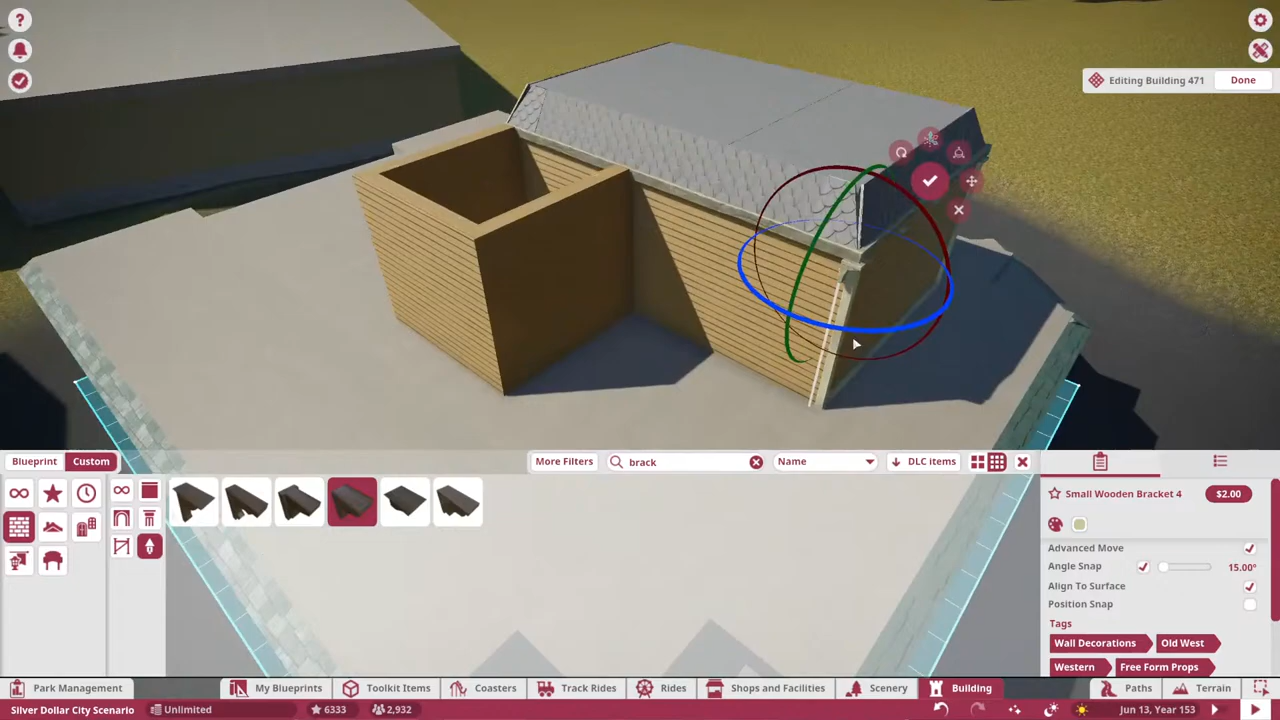 ?
Editing Building 471 Done
Blueprint Custom More Filters brack Name DLC items
Small Wooden Bracket 4 $2.00
Advanced Move
Angle Snap 15.00°
Align To Surface
Position Snap
Tags
Wall Decorations Old West
Western Free Form Props
Park Management My Blueprints Toolkit Items Coasters Track Rides Rides Shops and Facilities Scenery Building Paths Terrain
Silver Dollar City Scenario Unlimited 6333 2,932 Jun 13, Year 153